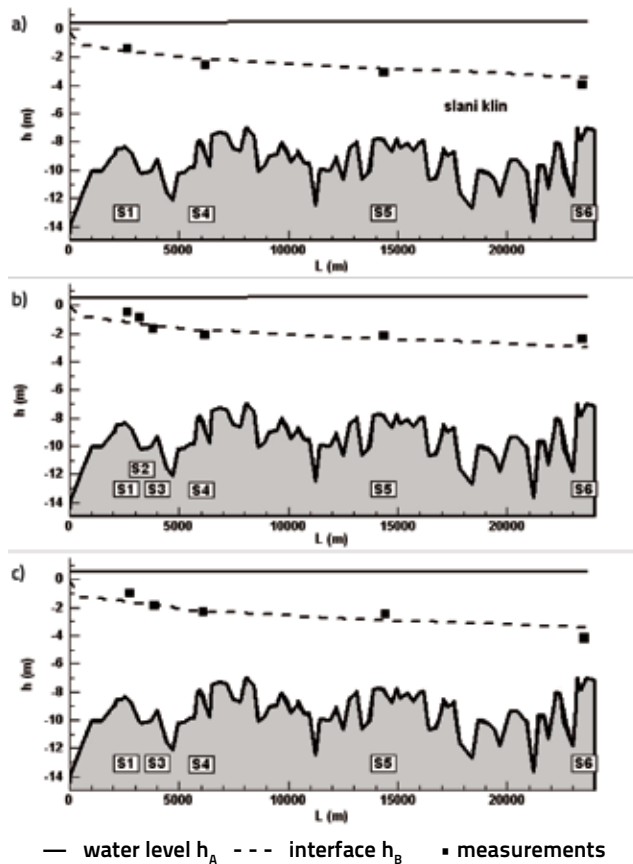 a)
0
-2
-4
-6
-8
-10
-12
-14
h (m)
slani klin
S1 S4 S5 S6
0 5000 10000 15000 20000
L (m)
b)
0
-2
-4
-6
-8
-10
-12
-14
h (m)
S2
S1 S3 S4 S5 S6
0 5000 10000 15000 20000
L (m)
c)
0
-2
-4
-6
-8
-10
-12
-14
h (m)
S1 S3 S4 S5 S6
0 5000 10000 15000 20000
L (m)
— water level hA --- interface hB ▪ measurements